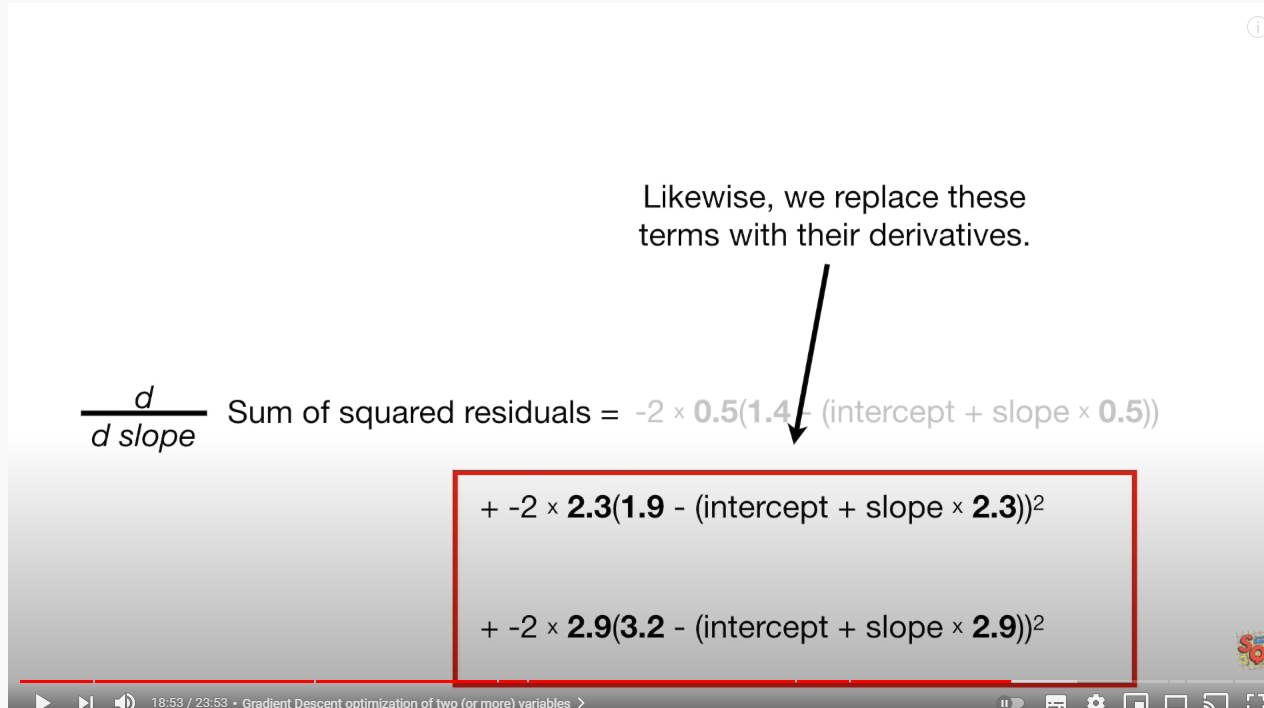 Likewise, we replace these
terms with their derivatives.
d
d slope
Sum of squared residuals = -2 × 0.5(1.4 - (intercept + slope × 0.5))
+ -2 × 2.3(1.9 - (intercept + slope × 2.3))²
+ -2 × 2.9(3.2 - (intercept + slope × 2.9))²
18:53 / 23:53 • Gradient Descent optimization of two (or more) variables >